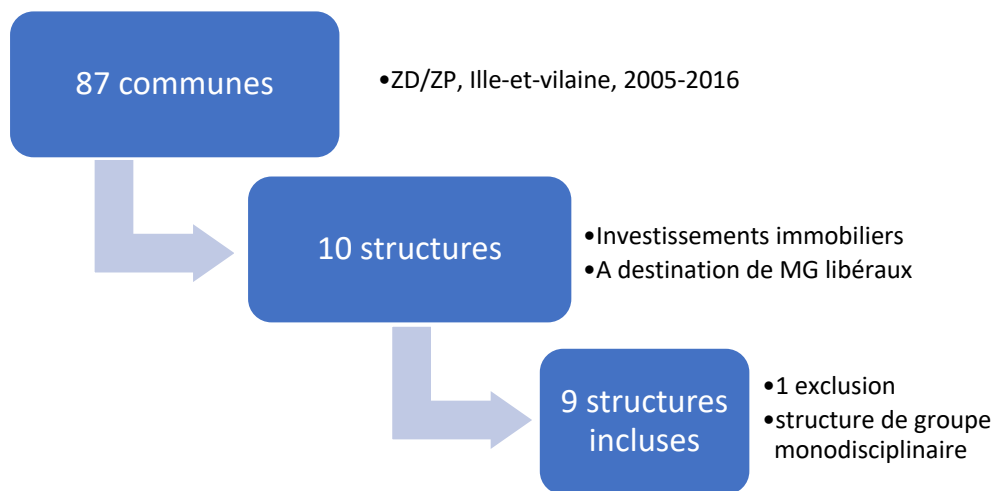 87 communes
•ZD/ZP, Ille-et-vilaine, 2005-2016
10 structures
•Investissements immobiliers
•A destination de MG libéraux
9 structures
incluses
•1 exclusion
•structure de groupe
monodisciplinaire